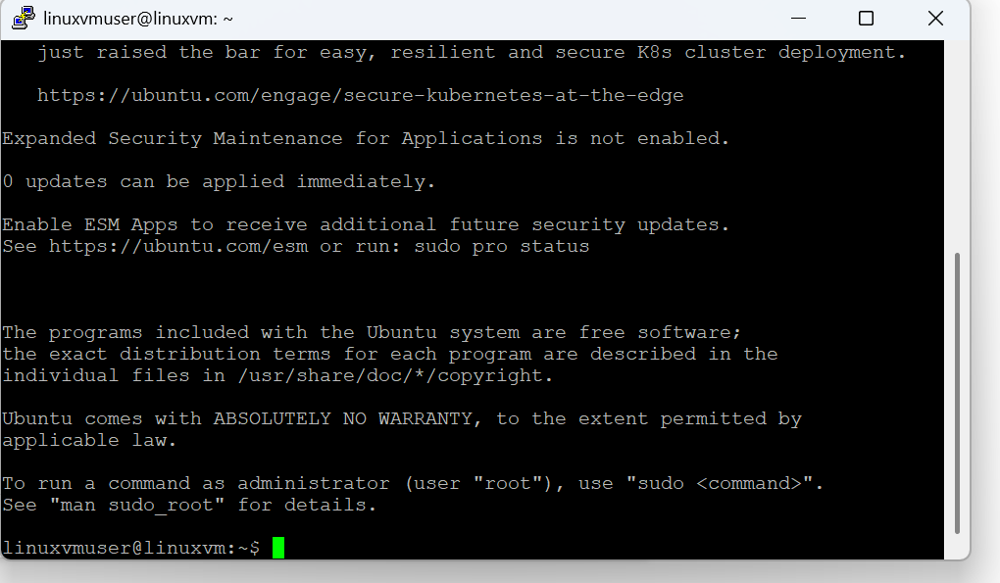 linuxvmuser@linuxvm: ~
just raised the bar for easy, resilient and secure K8s cluster deployment.
https://ubuntu.com/engage/secure-kubernetes-at-the-edge
Expanded Security Maintenance for Applications is not enabled.
0 updates can be applied immediately.
Enable ESM Apps to receive additional future security updates.
See https://ubuntu.com/esm or run: sudo pro status
The programs included with the Ubuntu system are free software;
the exact distribution terms for each program are described in the
individual files in /usr/share/doc/*/copyright.
Ubuntu comes with ABSOLUTELY NO WARRANTY, to the extent permitted by
applicable law.
To run a command as administrator (user "root"), use "sudo <command>".
See "man sudo_root" for details.
linuxvmuser@linuxvm:~$